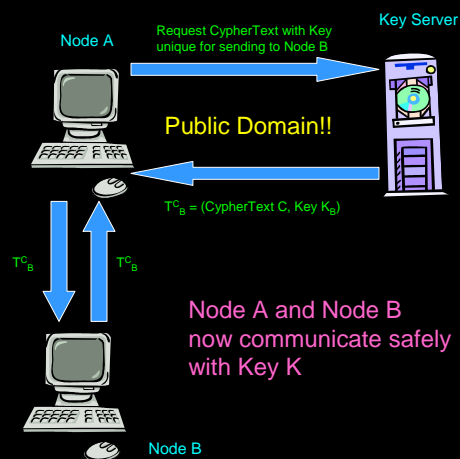 Node A
Request CypherText with Key
unique for sending to Node B
Key Server
Public Domain!!
T^C_B = (CypherText C, Key K_B)
T^C_B
T^C_B
Node A and Node B
now communicate safely
with Key K
Node B